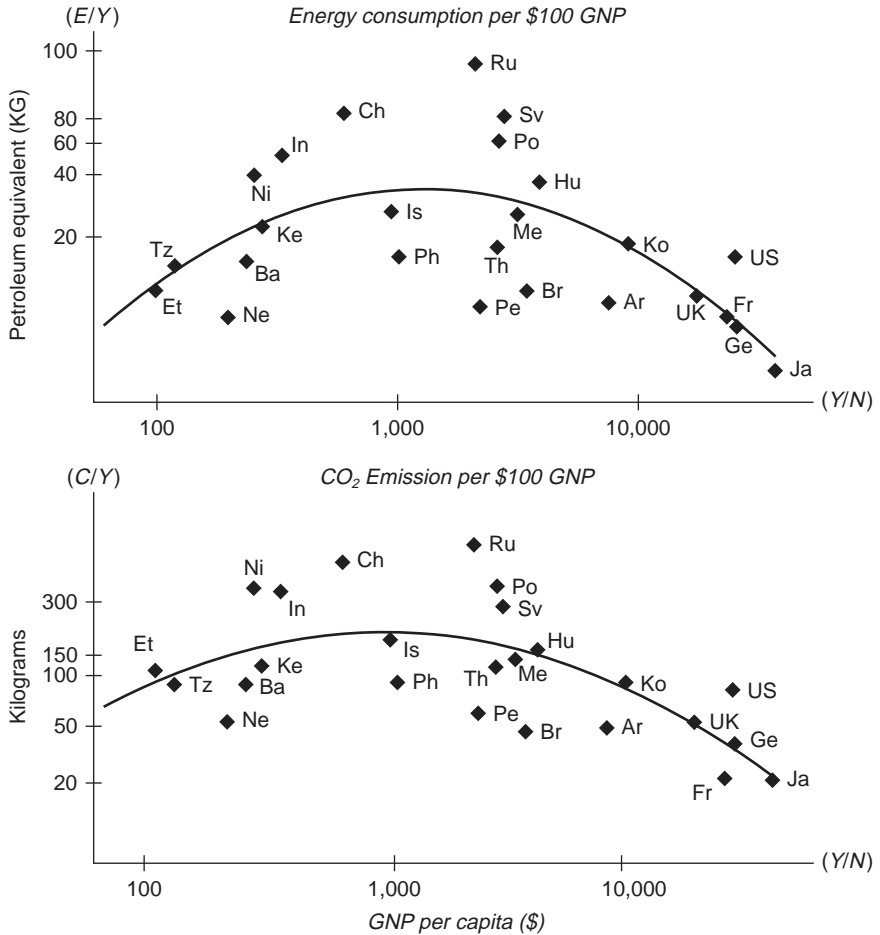 (E/Y) Energy consumption per $100 GNP
Petroleum equivalent (KG)
100
80
60
40
20
Ru
Ch
Sv
Po
In
Ni
Hu
Is
Me
Ke
Tz
Ba
Ph
Th
Ko
US
Et
Ne
Pe
Br
Ar
UK
Fr
Ge
Ja
(Y/N)
100 1,000 10,000
(C/Y) CO₂ Emission per $100 GNP
Kilograms
300
150
100
50
20
Ru
Ch
Ni
In
Po
Sv
Et
Is
Hu
Ke
Th
Me
Tz
Ba
Ph
Ko
US
Ne
Pe
Br
Ar
UK
Ge
Fr
Ja
(Y/N)
100 1,000 10,000
GNP per capita ($)